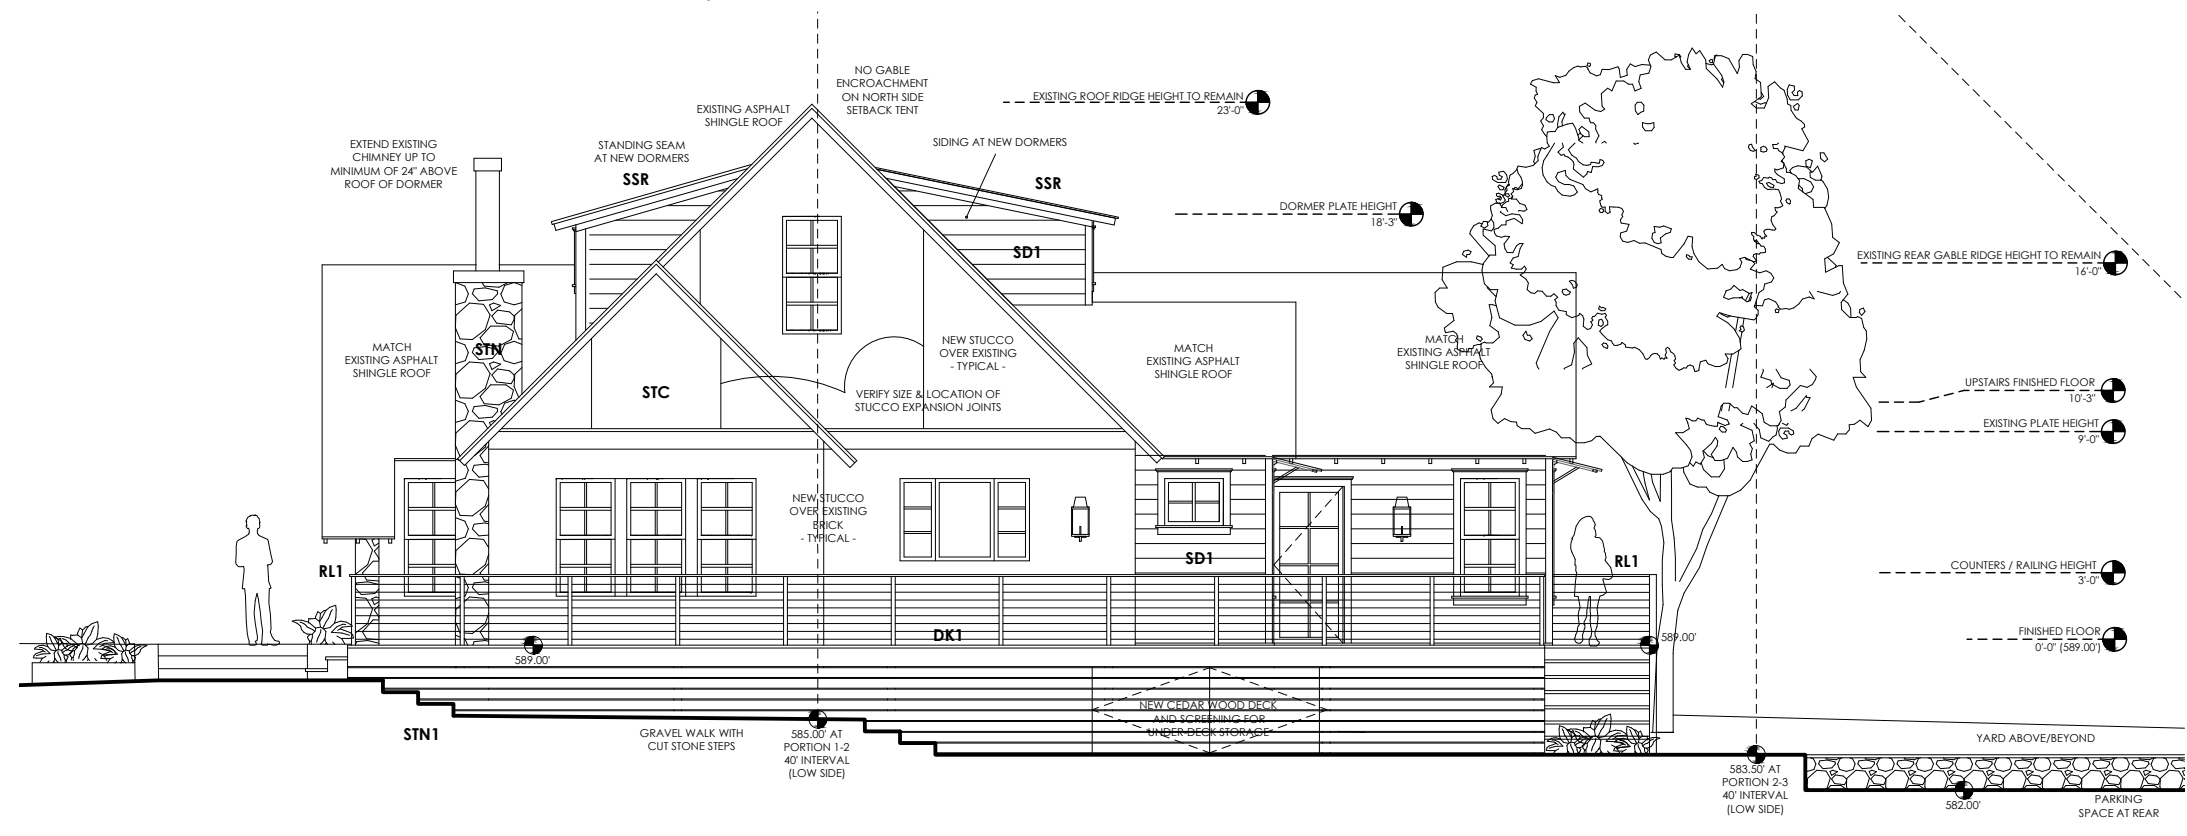 NO GABLE
ENCROACHMENT
ON NORTH SIDE
SETBACK TENT
EXISTING ROOF RIDGE HEIGHT TO REMAIN
23'-0"
EXISTING ASPHALT
SHINGLE ROOF
EXTEND EXISTING
CHIMNEY UP TO
MINIMUM OF 24" ABOVE
ROOF OF DORMER
STANDING SEAM
AT NEW DORMERS
SSR
SIDING AT NEW DORMERS
SSR
DORMER PLATE HEIGHT
18'-3"
SD1
EXISTING REAR GABLE RIDGE HEIGHT TO REMAIN
16'-0"
MATCH
EXISTING ASPHALT
SHINGLE ROOF
STN
STC
NEW STUCCO
OVER EXISTING
- TYPICAL -
VERIFY SIZE & LOCATION OF
STUCCO EXPANSION JOINTS
MATCH
EXISTING ASPHALT
SHINGLE ROOF
MATCH
EXISTING ASPHALT
SHINGLE ROOF
UPSTAIRS FINISHED FLOOR
10'-3"
EXISTING PLATE HEIGHT
9'-0"
NEW STUCCO
OVER EXISTING
BRICK
- TYPICAL -
RL1
SD1
RL1
COUNTERS / RAILING HEIGHT
3'-0"
DK1
589.00'
589.00'
FINISHED FLOOR
0'-0" (589.00')
STN1
GRAVEL WALK WITH
CUT STONE STEPS
585.00' AT
PORTION 1-2
40' INTERVAL
(LOW SIDE)
NEW CEDAR WOOD DECK
AND SCREENING FOR
UNDER-DECK STORAGE
583.50' AT
PORTION 2-3
40' INTERVAL
(LOW SIDE)
YARD ABOVE/BEYOND
582.00'
PARKING
SPACE AT REAR